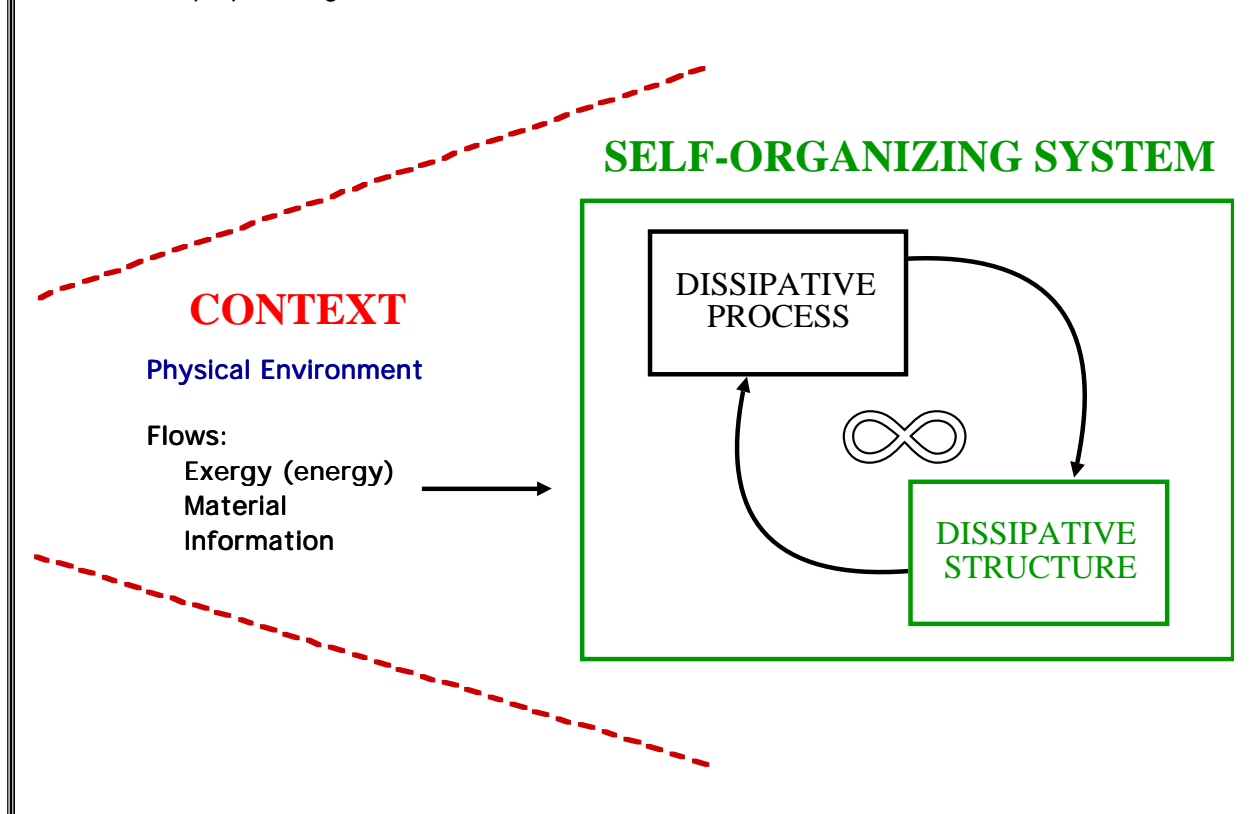 SELF-ORGANIZING SYSTEM
DISSIPATIVE
PROCESS
CONTEXT
Physical Environment
Flows:
Exergy (energy)
Material
Information
DISSIPATIVE
STRUCTURE